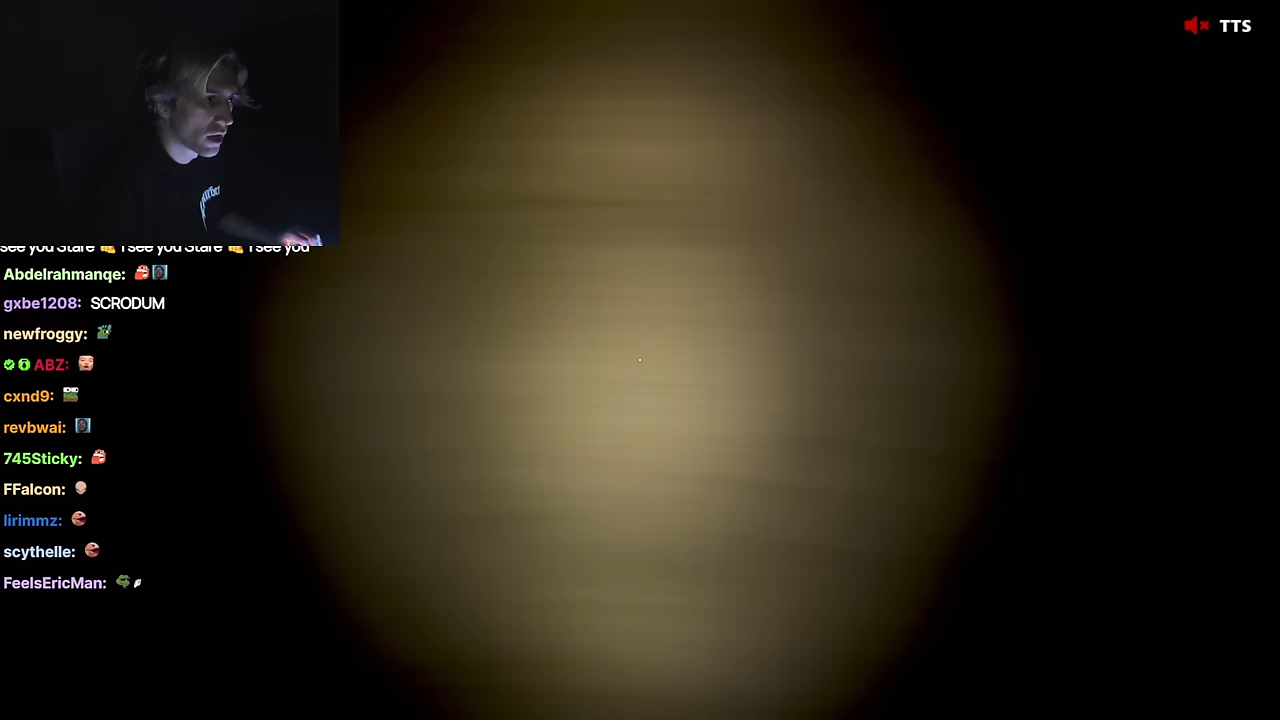 TTS
see you Stare I see you Stare I see you
Abdelrahmanqe:
gxbe1208: SCRODUM
newfroggy:
ABZ:
cxnd9:
revbwai:
745Sticky:
FFalcon:
lirimmz:
scythelle:
FeelsEricMan: